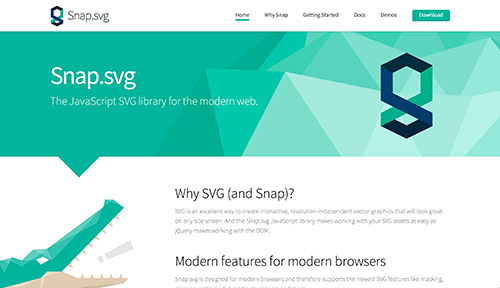 Snap.svg
Home Why Snap Getting Started Docs Demos Download
Snap.svg
The JavaScript SVG library for the modern web.
Why SVG (and Snap)?
SVG is an excellent way to create interactive, resolution-independent vector graphics that will look great
on any size screen. And the Snap.svg JavaScript library makes working with your SVG assets as easy as
jQuery makes working with the DOM.
Modern features for modern browsers
Snap.svg is designed for modern browsers and therefore supports the newest SVG features like masking,